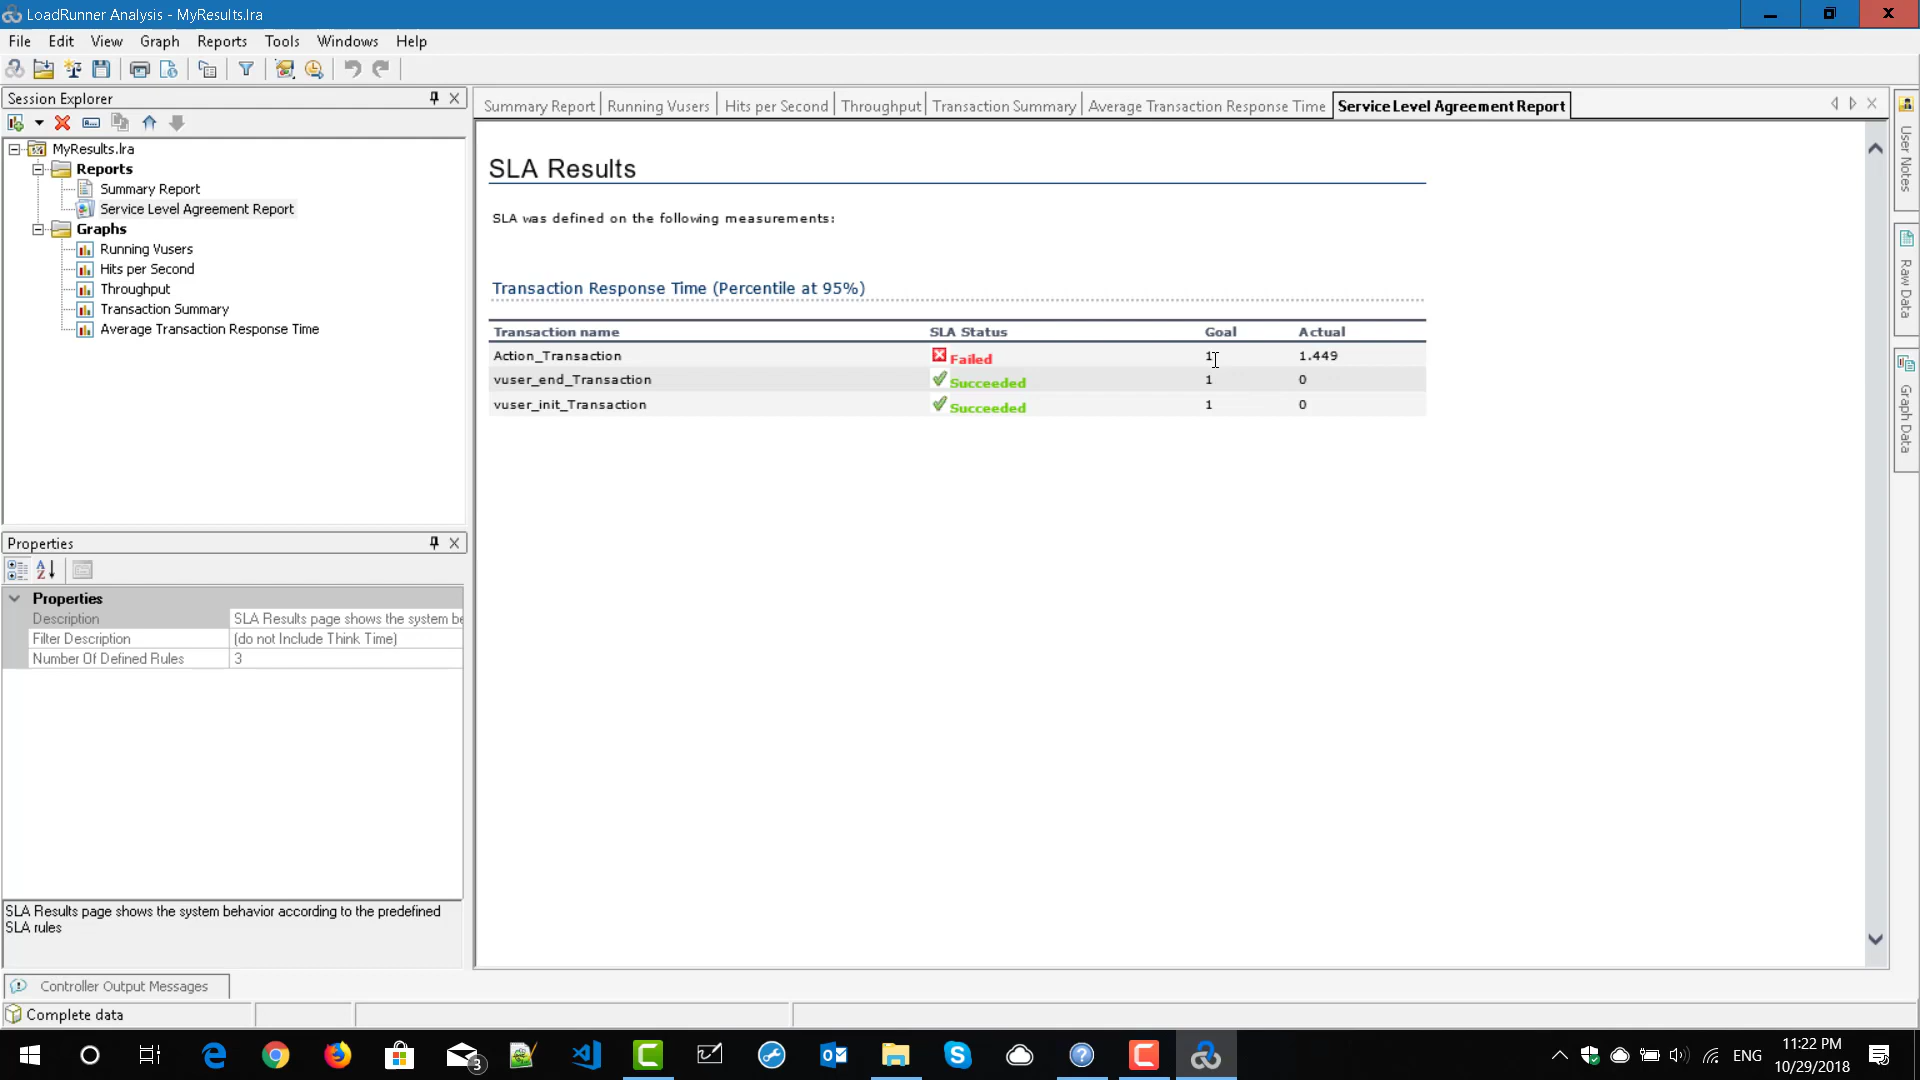 LoadRunner Analysis - MyResults.lra
File Edit View Graph Reports Tools Windows Help
Session Explorer
MyResults.lra
Reports
Summary Report
Service Level Agreement Report
Graphs
Running Vusers
Hits per Second
Throughput
Transaction Summary
Average Transaction Response Time
Properties
Properties
Description SLA Results page shows the system be
Filter Description (do not Include Think Time)
Number Of Defined Rules 3
SLA Results page shows the system behavior according to the predefined
SLA rules
Summary Report Running Vusers Hits per Second Throughput Transaction Summary Average Transaction Response Time Service Level Agreement Report
SLA Results
SLA was defined on the following measurements:
Transaction Response Time (Percentile at 95%)
Transaction name SLA Status Goal Actual
Action_Transaction Failed 1 1.449
vuser_end_Transaction Succeeded 1 0
vuser_init_Transaction Succeeded 1 0
User Notes
Raw Data
Graph Data
Controller Output Messages
Complete data
3
ENG
11:22 PM
10/29/2018